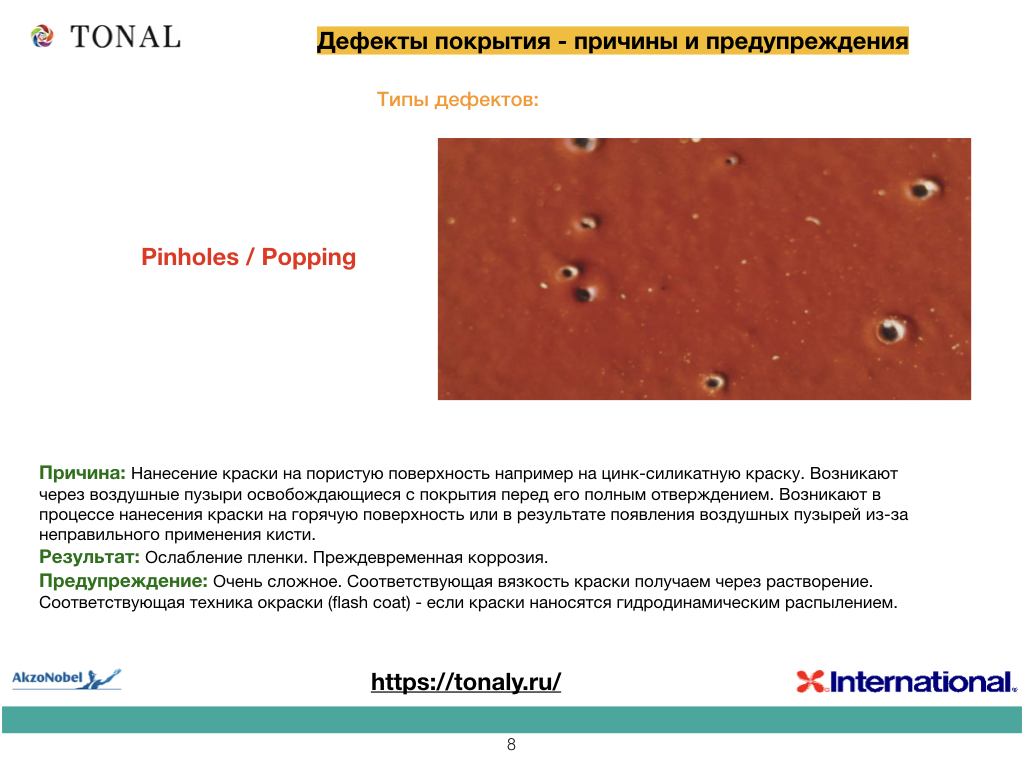 TONAL
Дефекты покрытия - причины и предупреждения
Типы дефектов:
Pinholes / Popping
Причина: Нанесение краски на пористую поверхность например на цинк-силикатную краску. Возникают
через воздушные пузыри освобождающиеся с покрытия перед его полным отверждением. Возникают в
процессе нанесения краски на горячую поверхность или в результате появления воздушных пузырей из-за
неправильного применения кисти.
Результат: Ослабление пленки. Преждевременная коррозия.
Предупреждение: Очень сложное. Соответствующая вязкость краски получаем через растворение.
Соответствующая техника окраски (flash coat) - если краски наносятся гидродинамическим распылением.
AkzoNobel
https://tonaly.ru/
International
8